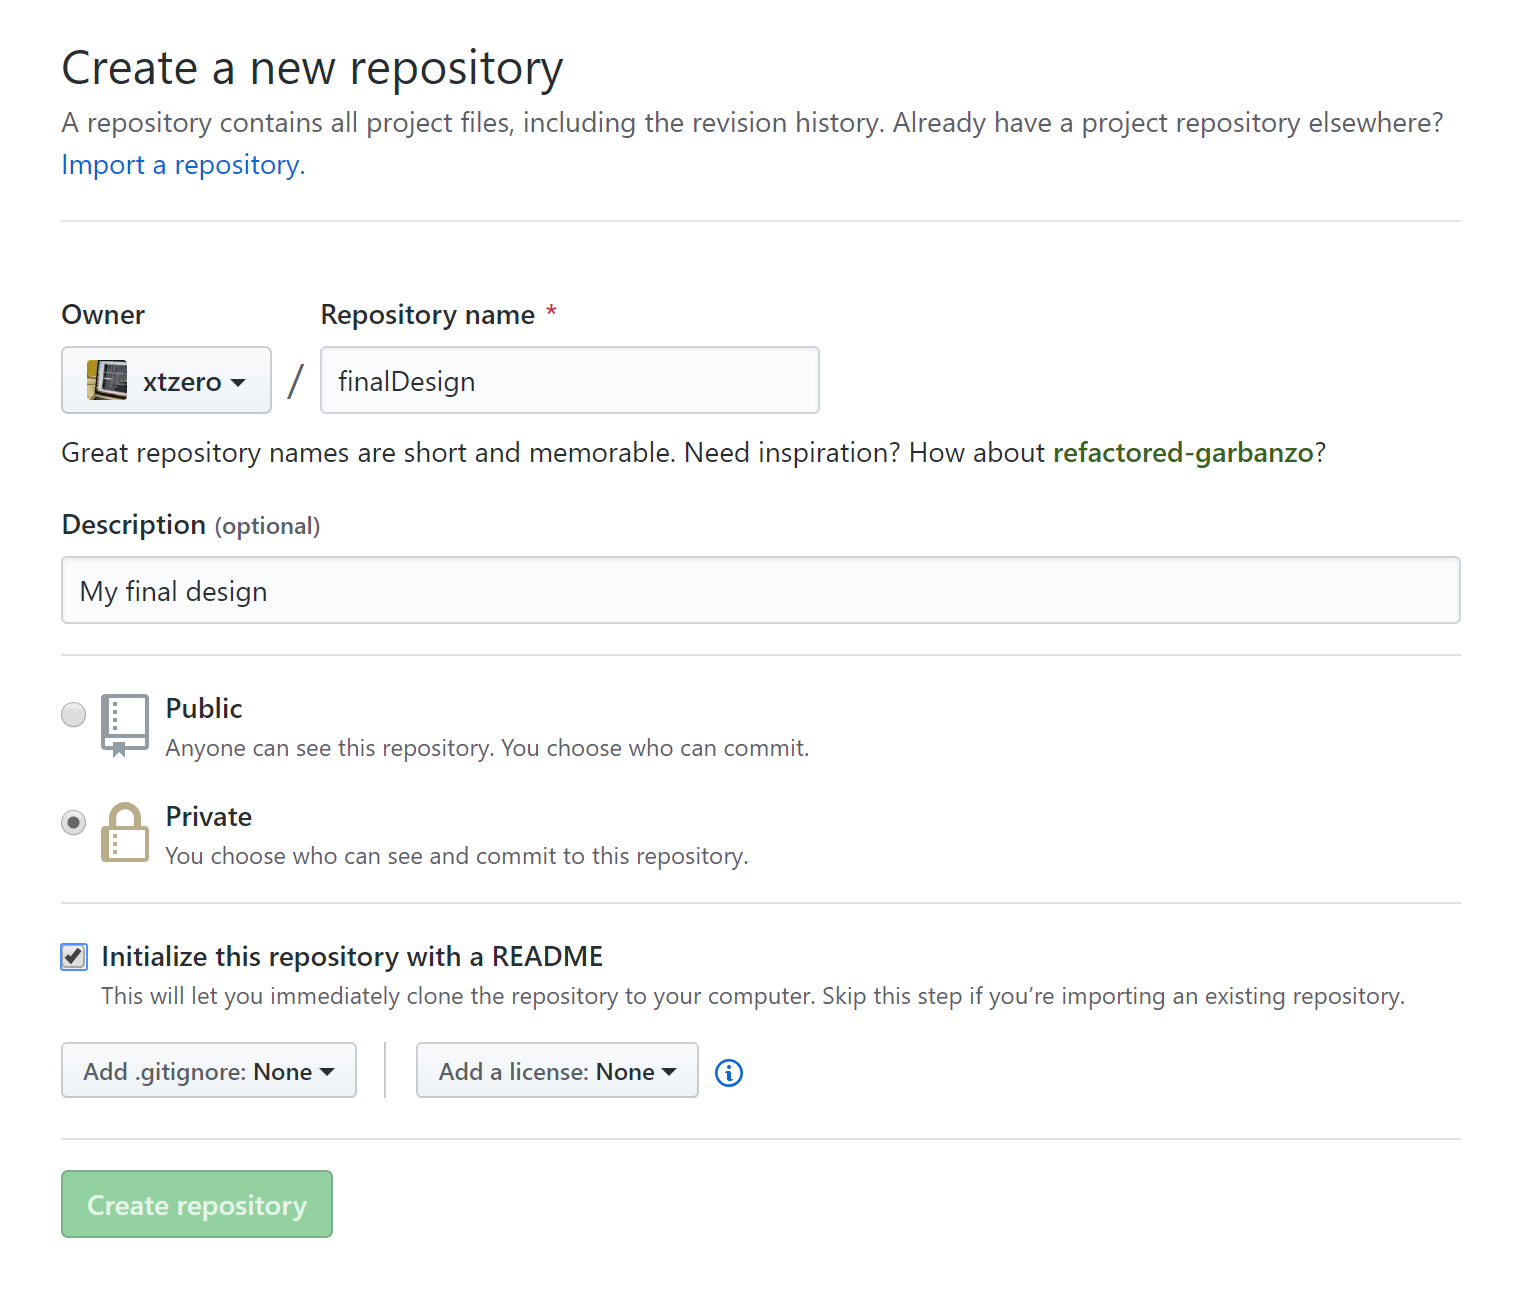 Create a new repository
A repository contains all project files, including the revision history. Already have a project repository elsewhere?
Import a repository.
Owner
Repository name *
xtzero
/
finalDesign
Great repository names are short and memorable. Need inspiration? How about refactored-garbanzo?
Description (optional)
My final design
Public
Anyone can see this repository. You choose who can commit.
Private
You choose who can see and commit to this repository.
Initialize this repository with a README
This will let you immediately clone the repository to your computer. Skip this step if you’re importing an existing repository.
Add .gitignore: None
Add a license: None
Create repository